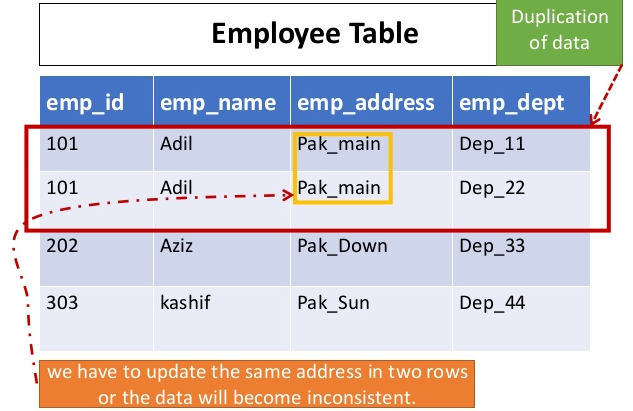 Employee Table
Duplication
of data
emp_id emp_name emp_address emp_dept
101 Adil Pak_main Dep_11
101 Adil Pak_main Dep_22
202 Aziz Pak_Down Dep_33
303 kashif Pak_Sun Dep_44
we have to update the same address in two rows
or the data will become inconsistent.